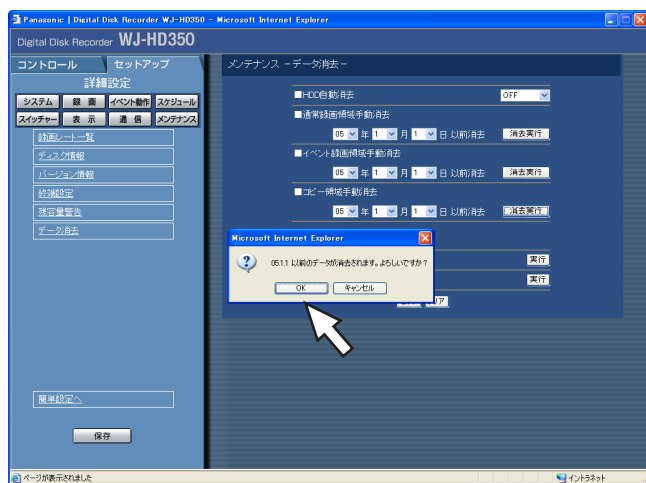 Panasonic | Digital Disk Recorder WJ-HD350 - Microsoft Internet Explorer
Digital Disk Recorder WJ-HD350
コントロール
セットアップ
メンテナンス －データ消去－
詳細設定
システム 録 画 イベント動作 スケジュール
スイッチャー 表 示 通 信 メンテナンス
録画レート一覧
ディスク情報
バージョン情報
終端設定
残容量警告
データ消去
簡単設定へ
保存
■HDD自動消去 OFF
■通常録画領域手動消去
05 年 1 月 1 日 以前消去 消去実行
■イベント録画領域手動消去
05 年 1 月 1 日 以前消去 消去実行
■コピー領域手動消去
05 年 1 月 1 日 以前消去 消去実行
実行
実行
リア
Microsoft Internet Explorer
05.1.1 以前のデータが消去されます。よろしいですか？
OK キャンセル
ページが表示されました
イントラネット